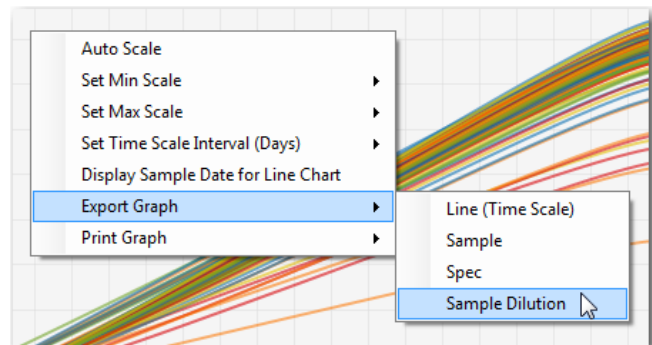 Auto Scale
Set Min Scale
Set Max Scale
Set Time Scale Interval (Days)
Display Sample Date for Line Chart
Export Graph
Print Graph
Line (Time Scale)
Sample
Spec
Sample Dilution